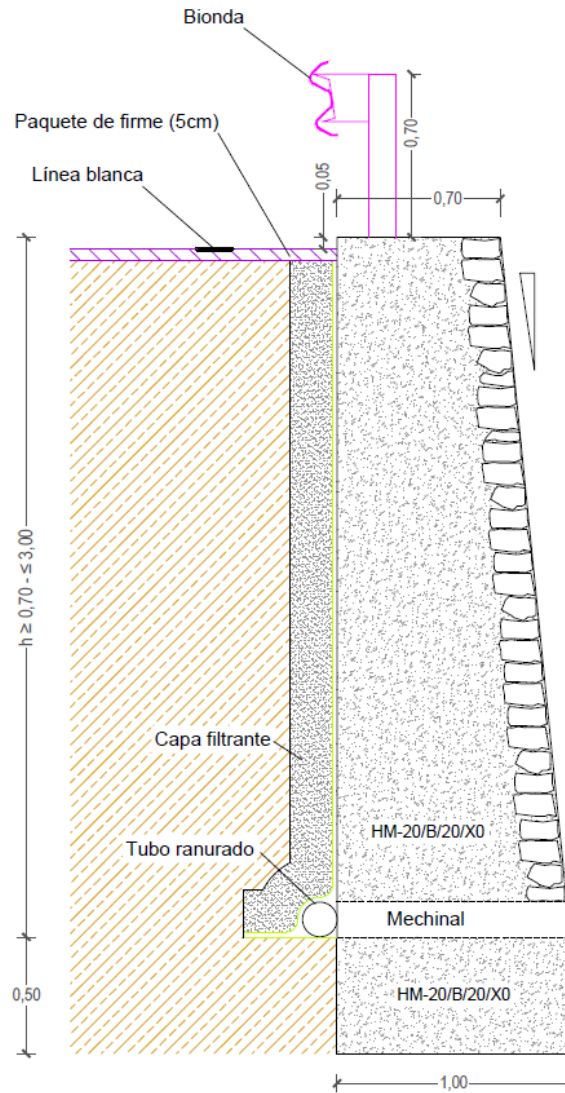 Bionda
Paquete de firme (5cm)
Línea blanca
0,05
0,70
0,70
h ≥ 0,70 - ≤ 3,00
Capa filtrante
HM-20/B/20/X0
Tubo ranurado
Mechinal
0,50
HM-20/B/20/X0
1,00